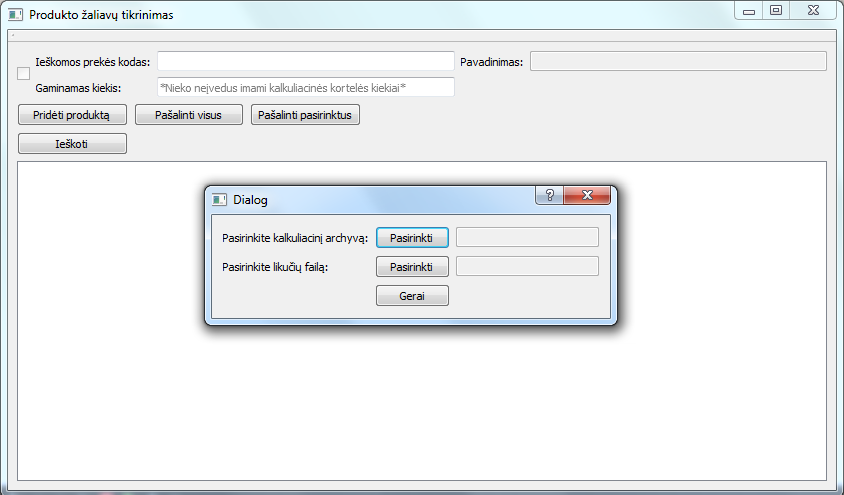 Produkto žaliavų tikrinimas
Ieškomos prekės kodas:
Pavadinimas:
Gaminamas kiekis:
*Nieko neįvedus imami kalkuliacinės kortelės kiekiai*
Pridėti produktą
Pašalinti visus
Pašalinti pasirinktus
Ieškoti
Dialog
Pasirinkite kalkuliacinį archyvą:
Pasirinkti
Pasirinkite likučių failą:
Pasirinkti
Gerai